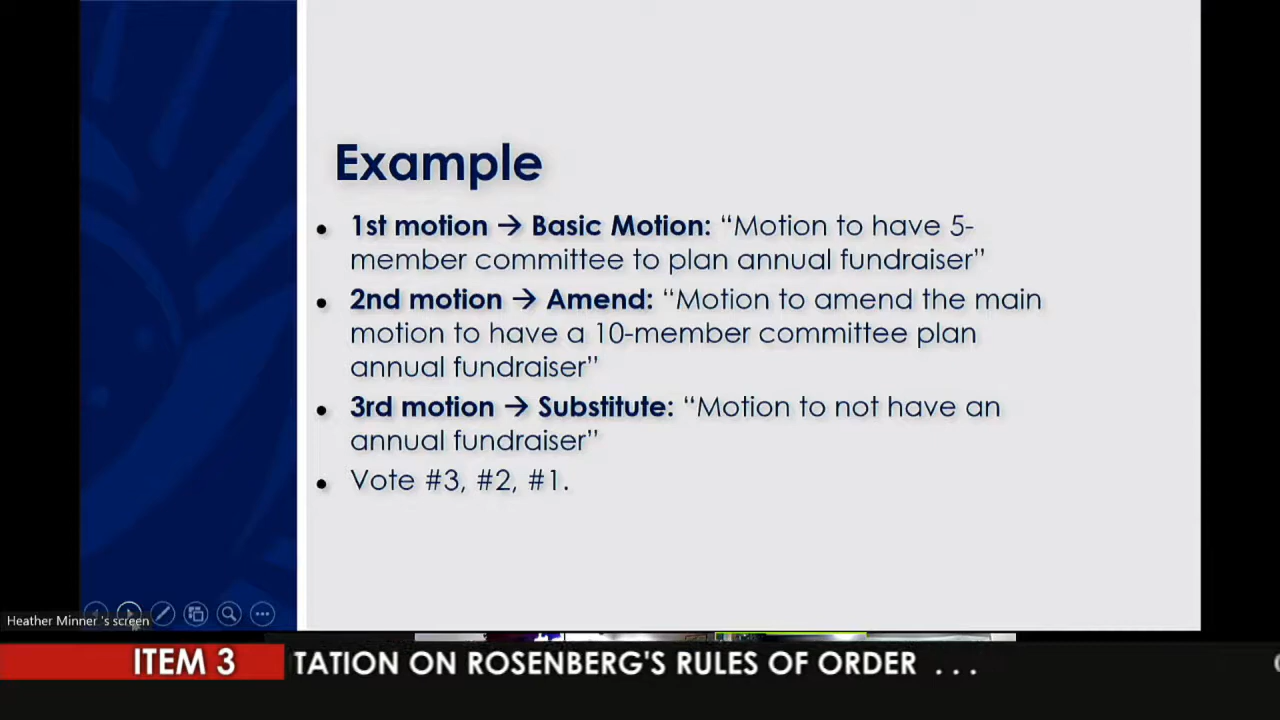 Example
1st motion → Basic Motion: “Motion to have 5-
member committee to plan annual fundraiser”
2nd motion → Amend: “Motion to amend the main
motion to have a 10-member committee plan
annual fundraiser”
3rd motion → Substitute: “Motion to not have an
annual fundraiser”
Vote #3, #2, #1.
Heather Minner 's screen
ITEM 3 TATION ON ROSENBERG'S RULES OF ORDER . . .